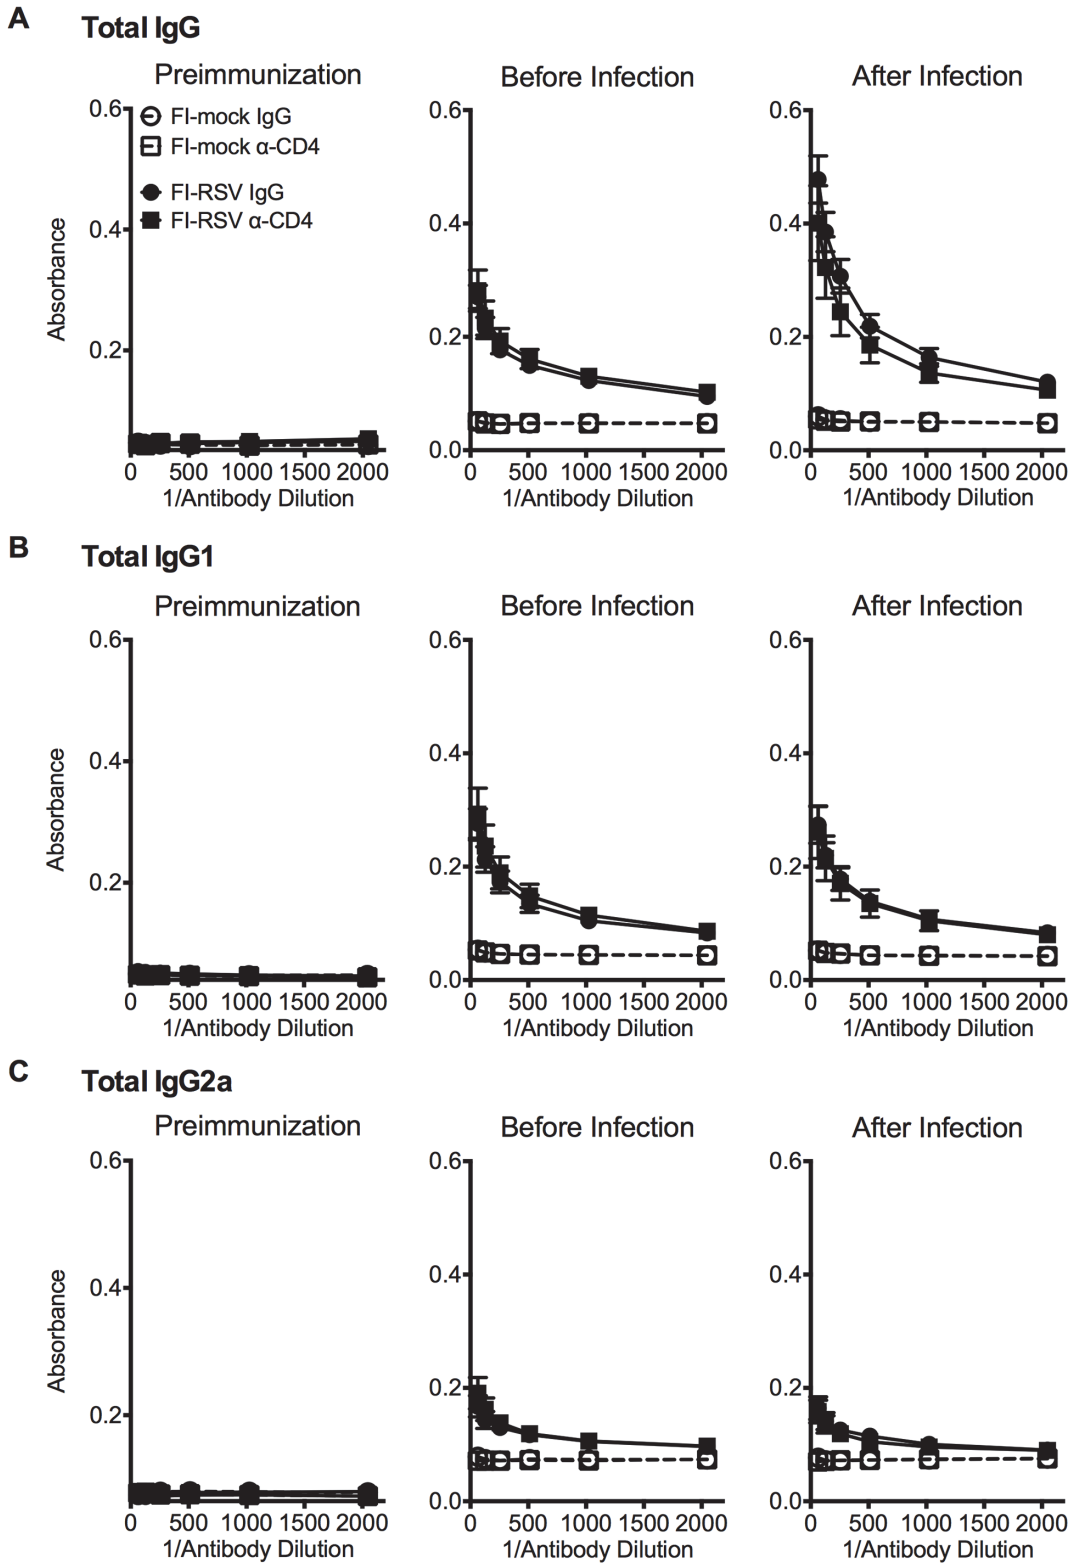 A Total IgG
Preimmunization Before Infection After Infection
0.6 0.6 0.6
FI-mock IgG
FI-mock α-CD4
FI-RSV IgG
FI-RSV α-CD4
0.4 0.4 0.4
Absorbance
0.2 0.2 0.2
0.0 0.0
0 500 1000 1500 2000 0 500 1000 1500 2000 0 500 1000 1500 2000
1/Antibody Dilution 1/Antibody Dilution 1/Antibody Dilution
B Total IgG1
Preimmunization Before Infection After Infection
0.6 0.6 0.6
0.4 0.4 0.4
Absorbance
0.2 0.2 0.2
0.0 0.0
0 500 1000 1500 2000 0 500 1000 1500 2000 0 500 1000 1500 2000
1/Antibody Dilution 1/Antibody Dilution 1/Antibody Dilution
C Total IgG2a
Preimmunization Before Infection After Infection
0.6 0.6 0.6
0.4 0.4 0.4
Absorbance
0.2 0.2 0.2
0.0 0.0
0 500 1000 1500 2000 0 500 1000 1500 2000 0 500 1000 1500 2000
1/Antibody Dilution 1/Antibody Dilution 1/Antibody Dilution